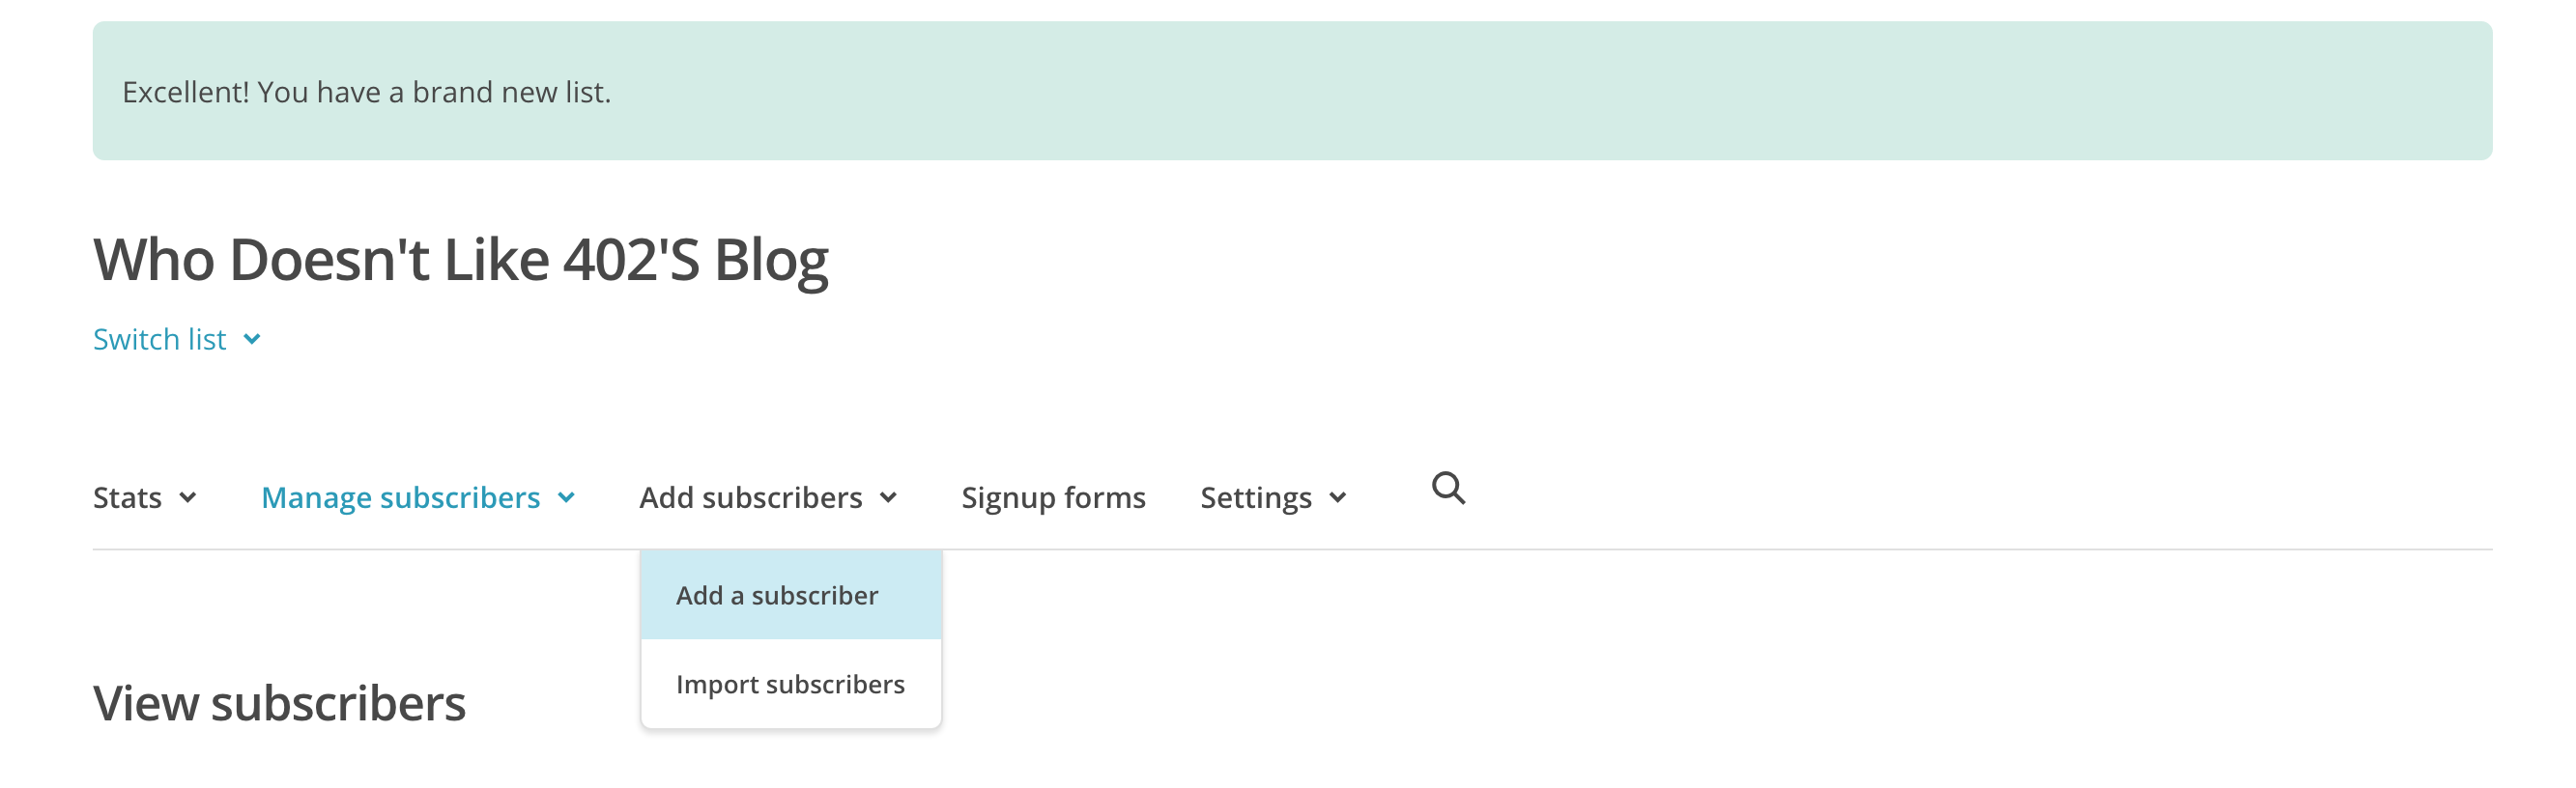 Excellent! You have a brand new list.
Who Doesn't Like 402'S Blog
Switch list
Stats Manage subscribers Add subscribers Signup forms Settings
Add a subscriber
Import subscribers
View subscribers